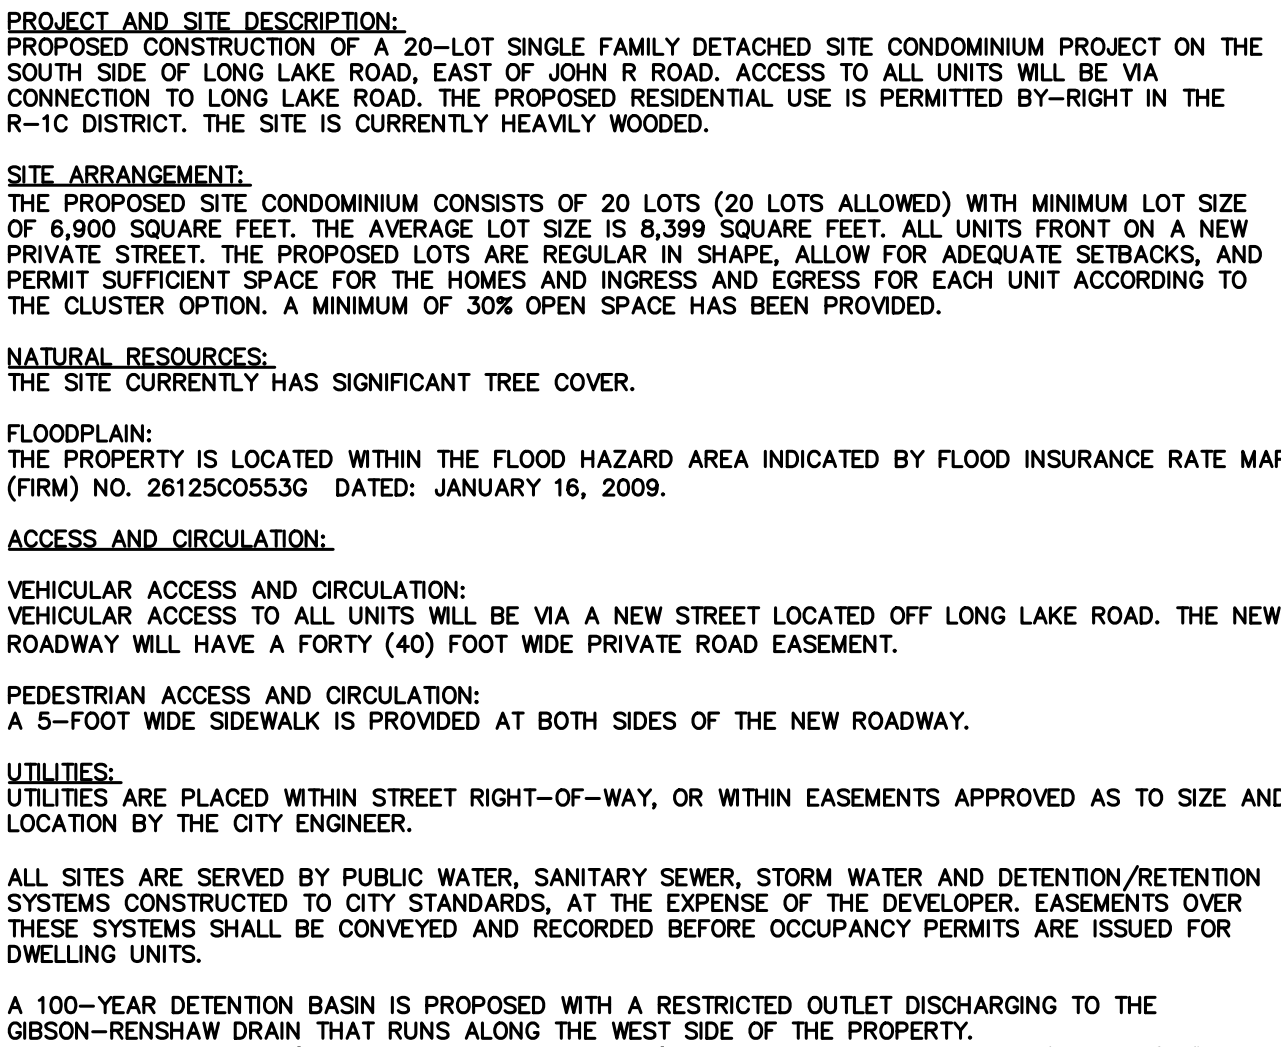 PROJECT AND SITE DESCRIPTION:
PROPOSED CONSTRUCTION OF A 20-LOT SINGLE FAMILY DETACHED SITE CONDOMINIUM PROJECT ON THE
SOUTH SIDE OF LONG LAKE ROAD, EAST OF JOHN R ROAD. ACCESS TO ALL UNITS WILL BE VIA
CONNECTION TO LONG LAKE ROAD. THE PROPOSED RESIDENTIAL USE IS PERMITTED BY-RIGHT IN THE
R-1C DISTRICT. THE SITE IS CURRENTLY HEAVILY WOODED.
SITE ARRANGEMENT:
THE PROPOSED SITE CONDOMINIUM CONSISTS OF 20 LOTS (20 LOTS ALLOWED) WITH MINIMUM LOT SIZE
OF 6,900 SQUARE FEET. THE AVERAGE LOT SIZE IS 8,399 SQUARE FEET. ALL UNITS FRONT ON A NEW
PRIVATE STREET. THE PROPOSED LOTS ARE REGULAR IN SHAPE, ALLOW FOR ADEQUATE SETBACKS, AND
PERMIT SUFFICIENT SPACE FOR THE HOMES AND INGRESS AND EGRESS FOR EACH UNIT ACCORDING TO
THE CLUSTER OPTION. A MINIMUM OF 30% OPEN SPACE HAS BEEN PROVIDED.
NATURAL RESOURCES:
THE SITE CURRENTLY HAS SIGNIFICANT TREE COVER.
FLOODPLAIN:
THE PROPERTY IS LOCATED WITHIN THE FLOOD HAZARD AREA INDICATED BY FLOOD INSURANCE RATE MAP
(FIRM) NO. 26125C0553G DATED: JANUARY 16, 2009.
ACCESS AND CIRCULATION:
VEHICULAR ACCESS AND CIRCULATION:
VEHICULAR ACCESS TO ALL UNITS WILL BE VIA A NEW STREET LOCATED OFF LONG LAKE ROAD. THE NEW
ROADWAY WILL HAVE A FORTY (40) FOOT WIDE PRIVATE ROAD EASEMENT.
PEDESTRIAN ACCESS AND CIRCULATION:
A 5-FOOT WIDE SIDEWALK IS PROVIDED AT BOTH SIDES OF THE NEW ROADWAY.
UTILITIES:
UTILITIES ARE PLACED WITHIN STREET RIGHT-OF-WAY, OR WITHIN EASEMENTS APPROVED AS TO SIZE AND
LOCATION BY THE CITY ENGINEER.
ALL SITES ARE SERVED BY PUBLIC WATER, SANITARY SEWER, STORM WATER AND DETENTION/RETENTION
SYSTEMS CONSTRUCTED TO CITY STANDARDS, AT THE EXPENSE OF THE DEVELOPER. EASEMENTS OVER
THESE SYSTEMS SHALL BE CONVEYED AND RECORDED BEFORE OCCUPANCY PERMITS ARE ISSUED FOR
DWELLING UNITS.
A 100-YEAR DETENTION BASIN IS PROPOSED WITH A RESTRICTED OUTLET DISCHARGING TO THE
GIBSON-RENSHAW DRAIN THAT RUNS ALONG THE WEST SIDE OF THE PROPERTY.